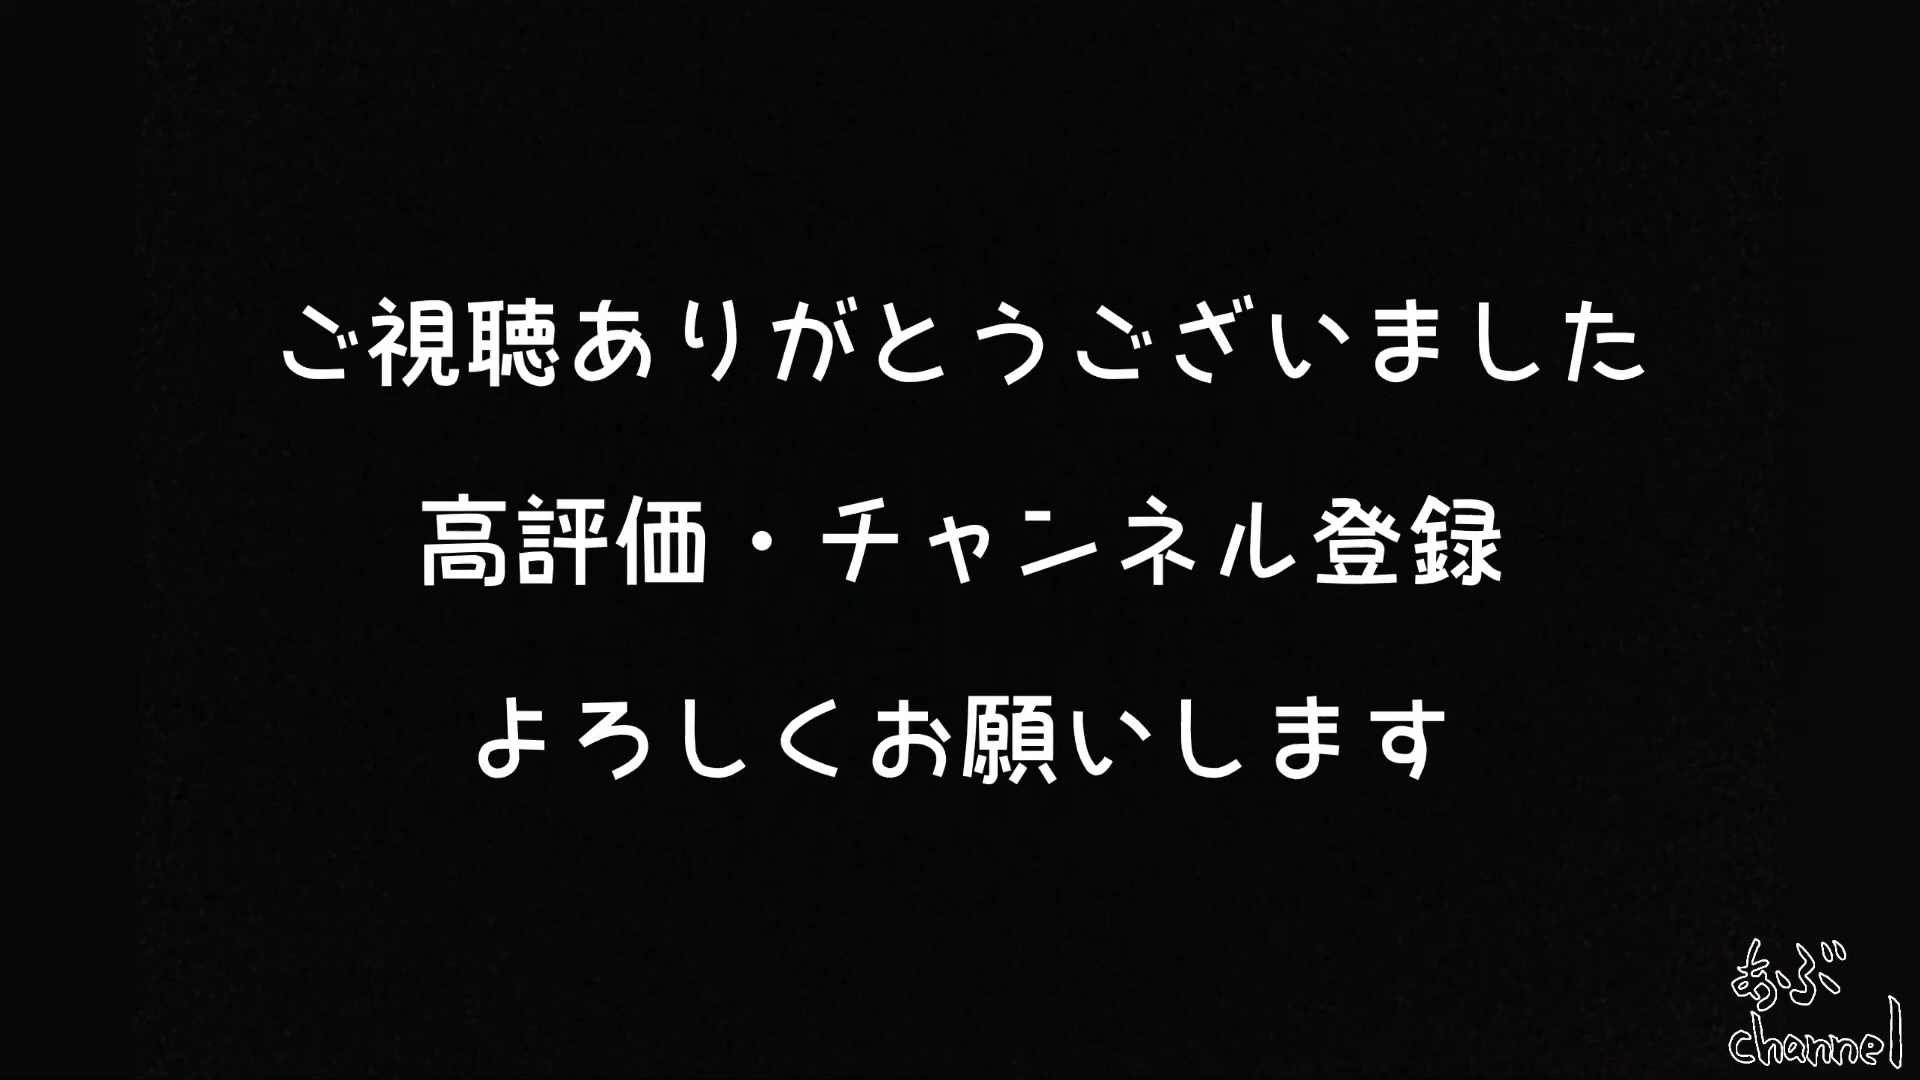 ご視聴ありがとうございました
高評価・チャンネル登録
よろしくお願いします
あぶ
channel